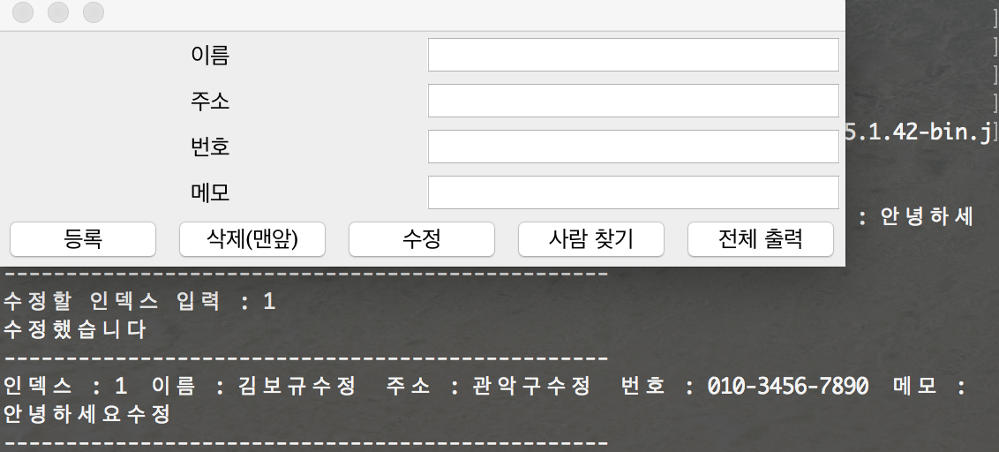 이름
주소
번호
메모
등록 삭제(맨앞) 수정 사람 찾기 전체 출력
]
]
]
]
5.1.42-bin.j]
: 안녕하세
-------------------------------------------------
수정할 인덱스 입력 : 1
수정했습니다
-------------------------------------------------
인덱스 : 1 이름 : 김보규수정 주소 : 관악구수정 번호 : 010-3456-7890 메모 :
안녕하세요수정
-------------------------------------------------